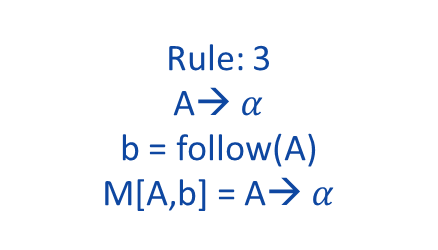 Rule: 3
A→ α
b = follow(A)
M[A,b] = A→ α